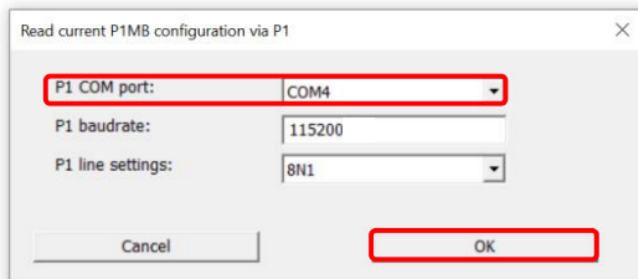 Read current P1MB configuration via P1
P1 COM port: COM4
P1 baudrate: 115200
P1 line settings: 8N1
Cancel OK